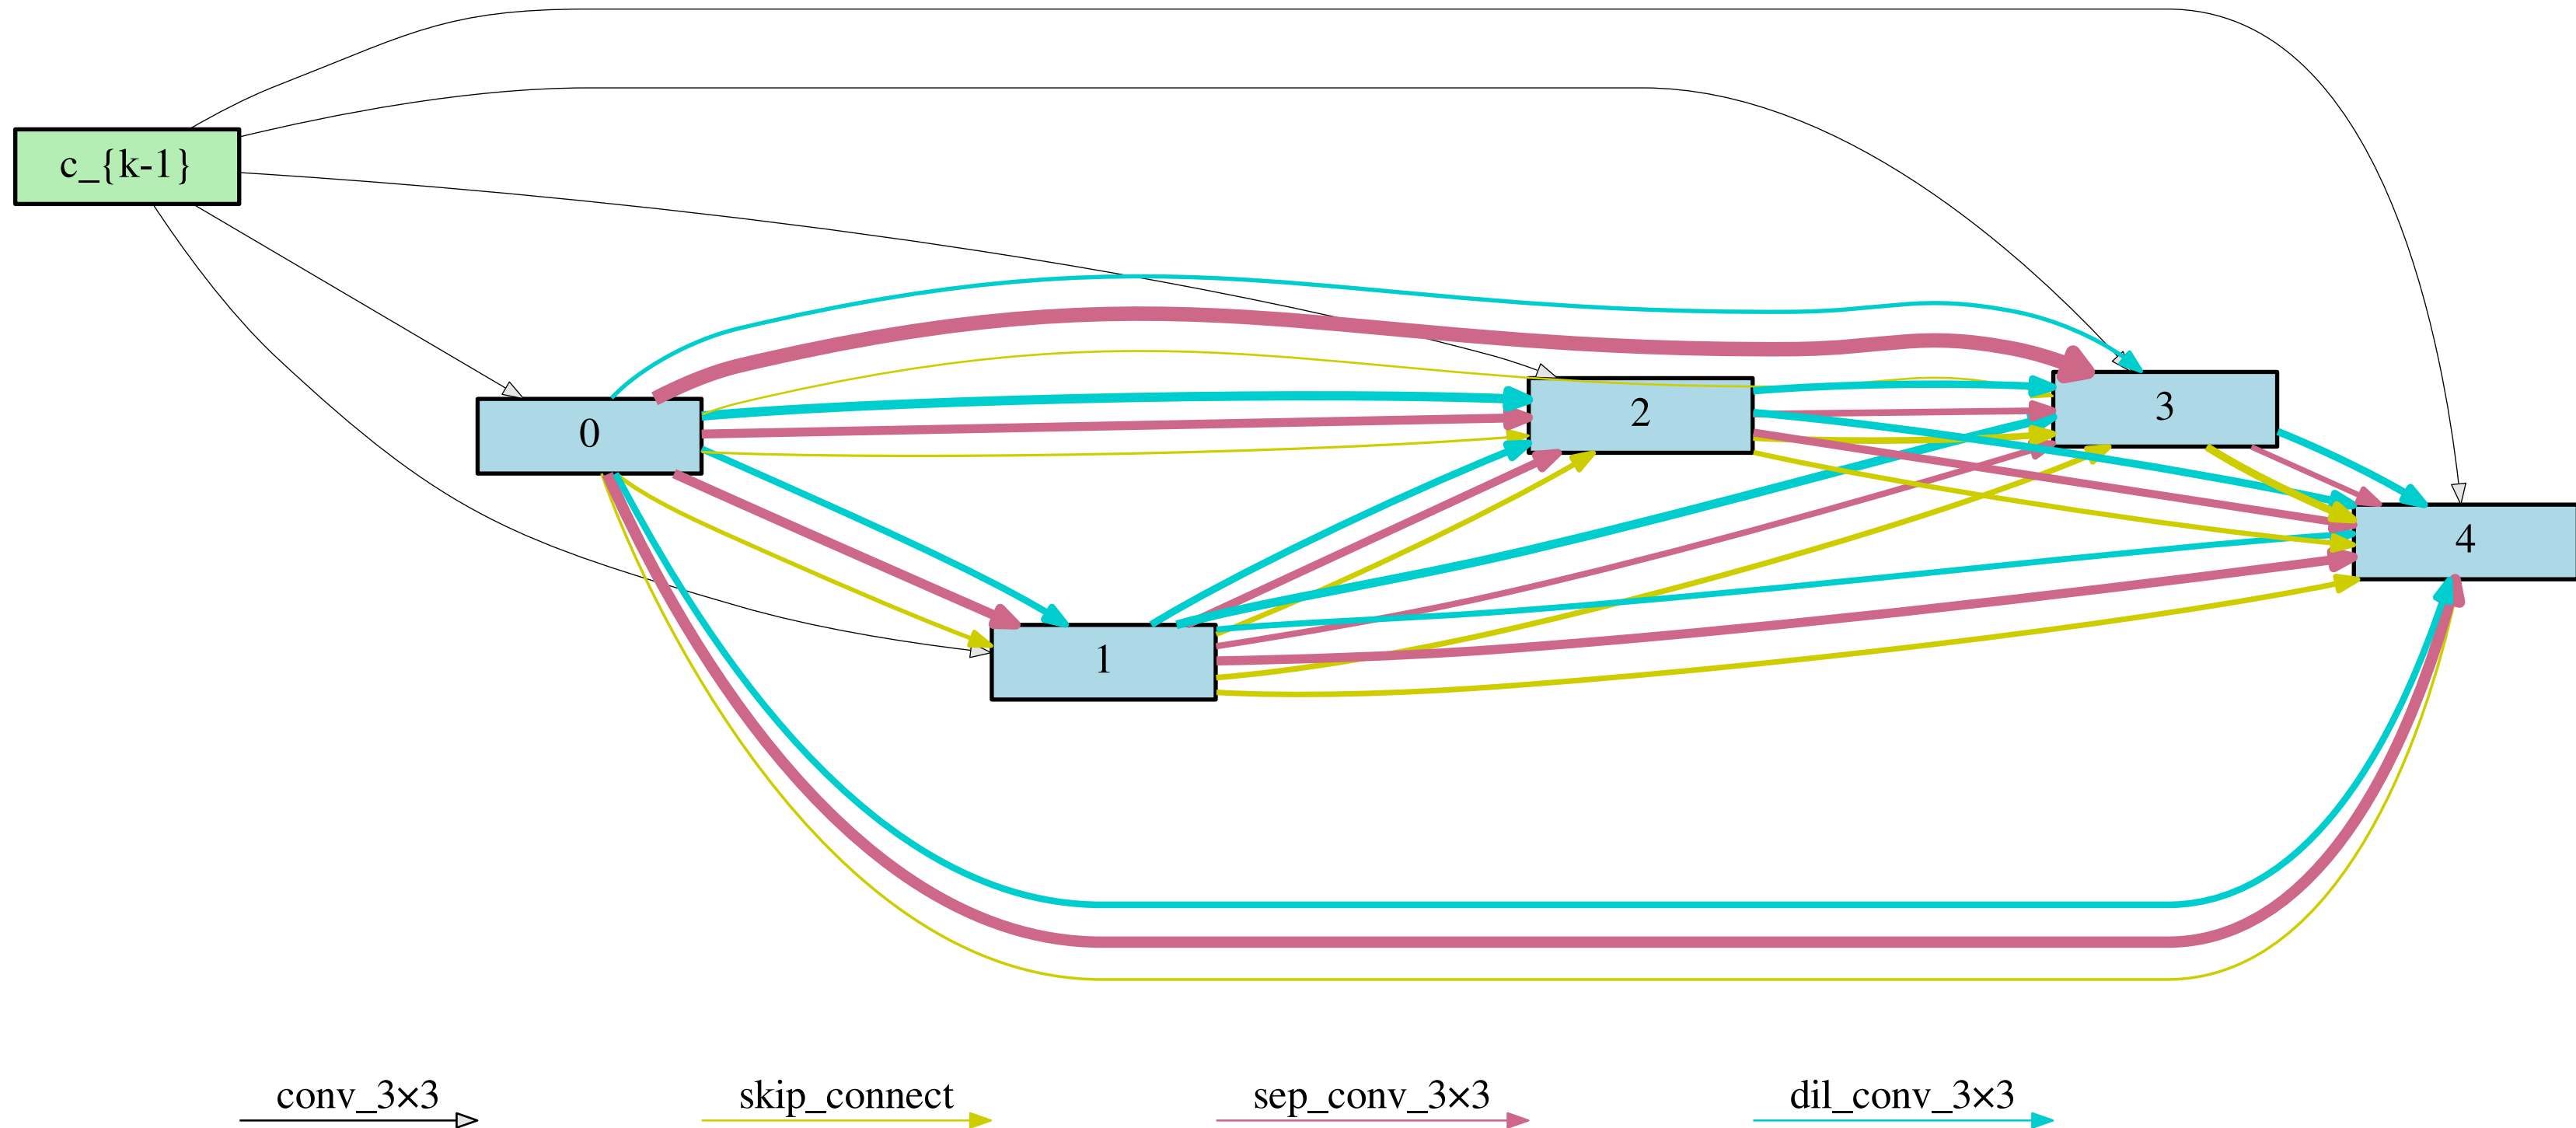 c_{k-1}
0
1
2
3
4
conv_3×3
skip_connect
sep_conv_3×3
dil_conv_3×3